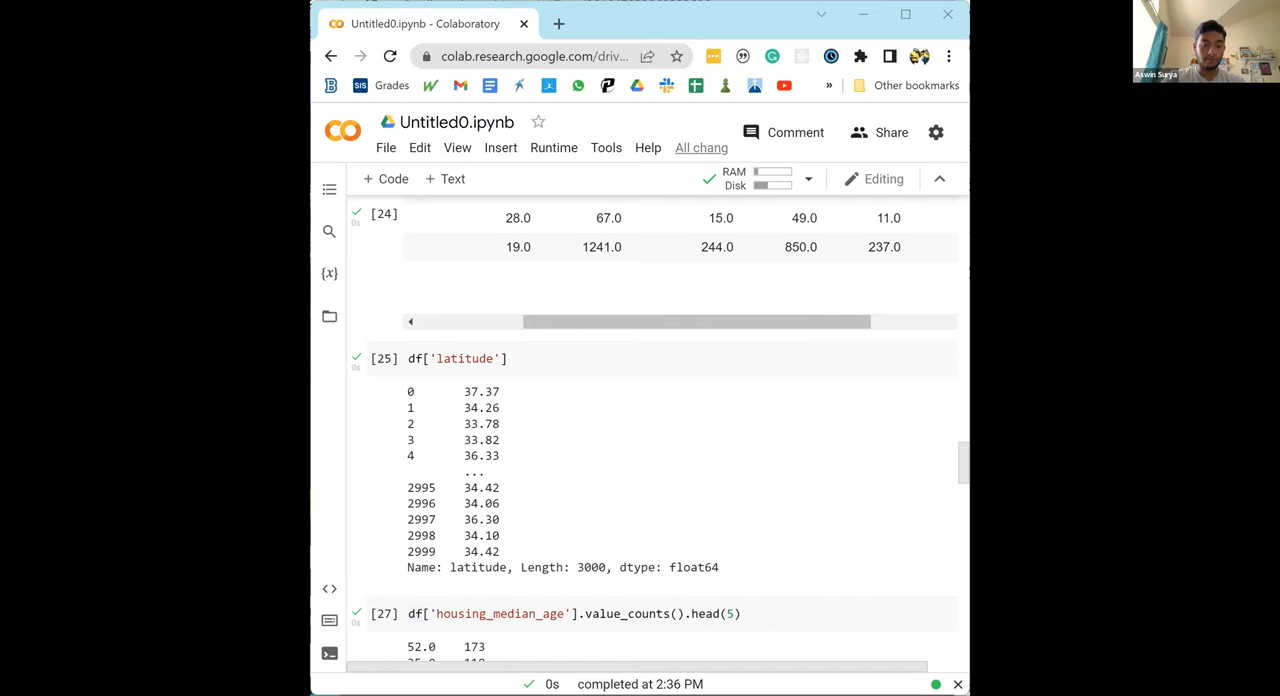 Untitled0.ipynb - Colaboratory
colab.research.google.com/driv...
SIS Grades » Other bookmarks
Untitled0.ipynb
Comment Share
File Edit View Insert Runtime Tools Help All chang
+ Code + Text RAM Disk Editing
[24] 28.0 67.0 15.0 49.0 11.0
19.0 1241.0 244.0 850.0 237.0
[25] df['latitude']
0 37.37
1 34.26
2 33.78
3 33.82
4 36.33
...
2995 34.42
2996 34.06
2997 36.30
2998 34.10
2999 34.42
Name: latitude, Length: 3000, dtype: float64
[27] df['housing_median_age'].value_counts().head(5)
52.0 173
0s completed at 2:36 PM
Aswin Surya